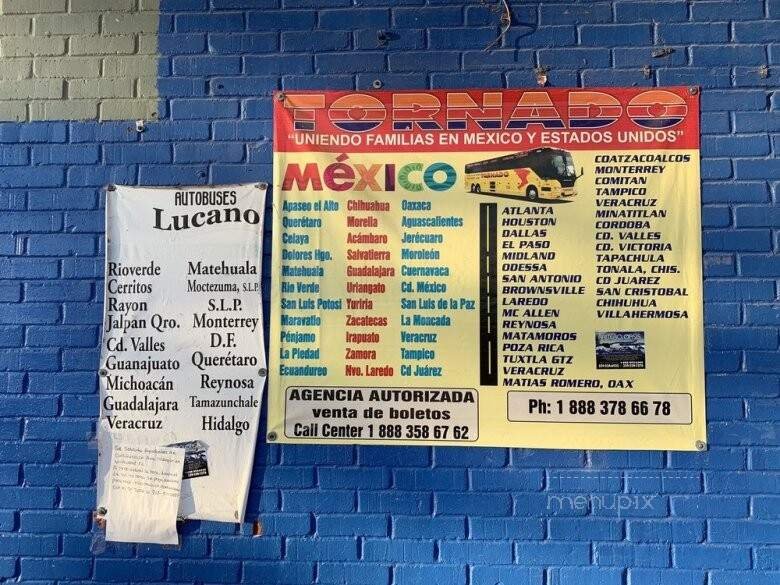 AUTOBUSES
Lucano
Rioverde Matehuala
Cerritos Moctezuma, S.L.P.
Rayon S.L.P.
Jalpan Qro. Monterrey
Cd. Valles D.F.
Guanajuato Querétaro
Michoacán Reynosa
Guadalajara Tamazunchale
Veracruz Hidalgo
TORNADO
"UNIENDO FAMILIAS EN MEXICO Y ESTADOS UNIDOS"
MéXICO
TORNADO
Apaseo el Alto Chihuahua Oaxaca
Querétaro Morelia Aguascalientes
Celaya Acámbaro Jerécuaro
Dolores Hgo. Salvatierra Moroleón
Matehuala Guadalajara Cuernavaca
Rio Verde Uriangato Cd. México
San Luis Potosi Yuriria San Luis de la Paz
Maravatio Zacatecas La Moncada
Pénjamo Irapuato Veracruz
La Piedad Zamora Tampico
Ecuandureo Nvo. Laredo Cd Juárez
ATLANTA
HOUSTON
DALLAS
EL PASO
MIDLAND
ODESSA
SAN ANTONIO
BROWNSVILLE
LAREDO
MC ALLEN
REYNOSA
MATAMOROS
POZA RICA
TUXTLA GTZ
VERACRUZ
MATIAS ROMERO, OAX
COATZACOALCOS
MONTERREY
COMITAN
TAMPICO
VERACRUZ
MINATITLAN
CORDOBA
CD. VALLES
CD. VICTORIA
TAPACHULA
TONALA, CHIS.
CD JUAREZ
SAN CRISTOBAL
CHIHUHUA
VILLAHERMOSA
AGENCIA AUTORIZADA
venta de boletos
Call Center 1 888 358 67 62
Ph: 1 888 378 66 78
menupix